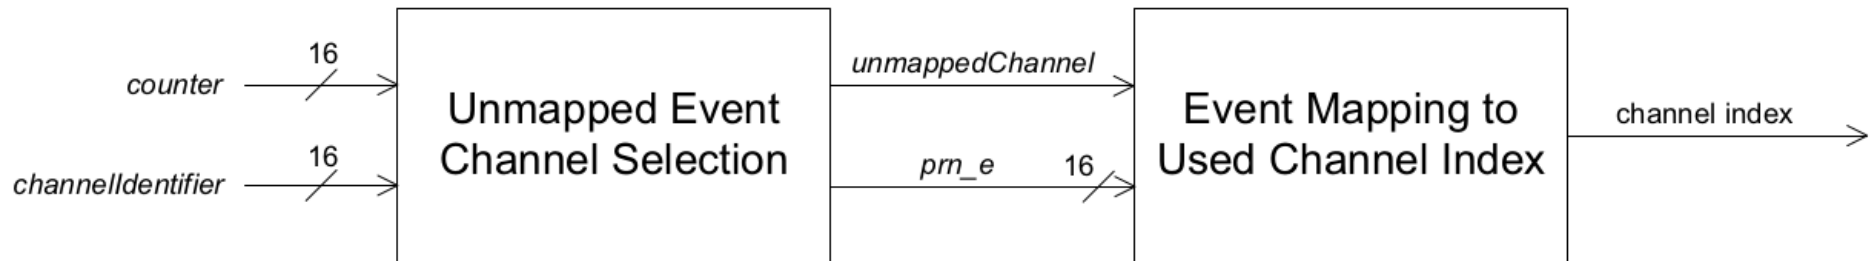 16
counter
16
channelIdentifier
Unmapped Event
Channel Selection
unmappedChannel
prn_e
16
Event Mapping to
Used Channel Index
channel index